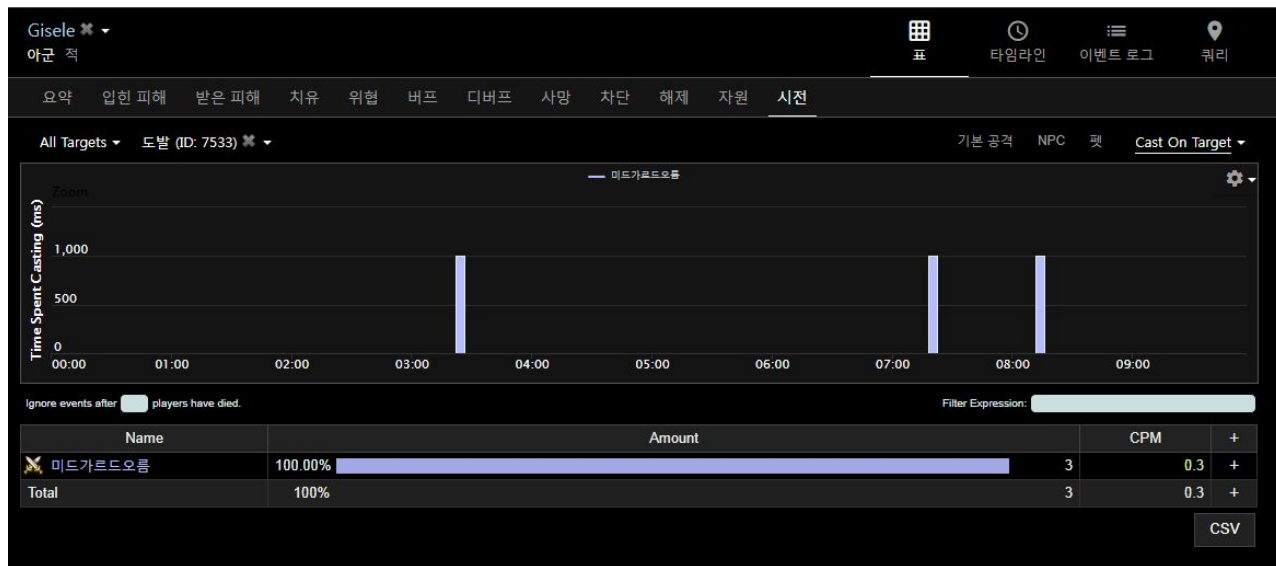 Gisele ✖
아군 적
표 타임라인 이벤트 로그 쿼리
요약 입힌 피해 받은 피해 치유 위협 버프 디버프 사망 차단 해제 자원 시전
All Targets 도발 (ID: 7533) ✖ 기본 공격 NPC 펫 Cast On Target
미드가르드오름
Zoom
Time Spent Casting (ms)
1,000
500
0
00:00 01:00 02:00 03:00 04:00 05:00 06:00 07:00 08:00 09:00
Ignore events after players have died. Filter Expression:
Name Amount CPM +
미드가르드오름 100.00% 3 0.3 +
Total 100% 3 0.3 +
CSV